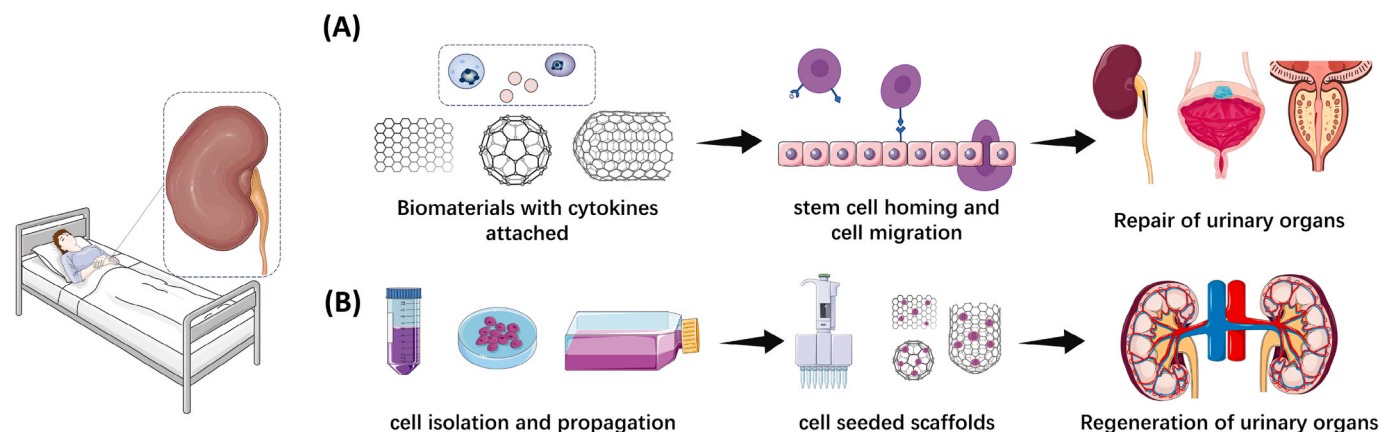 (A)
Biomaterials with cytokines
attached
stem cell homing and
cell migration
Repair of urinary organs
(B)
cell isolation and propagation
cell seeded scaffolds
Regeneration of urinary organs